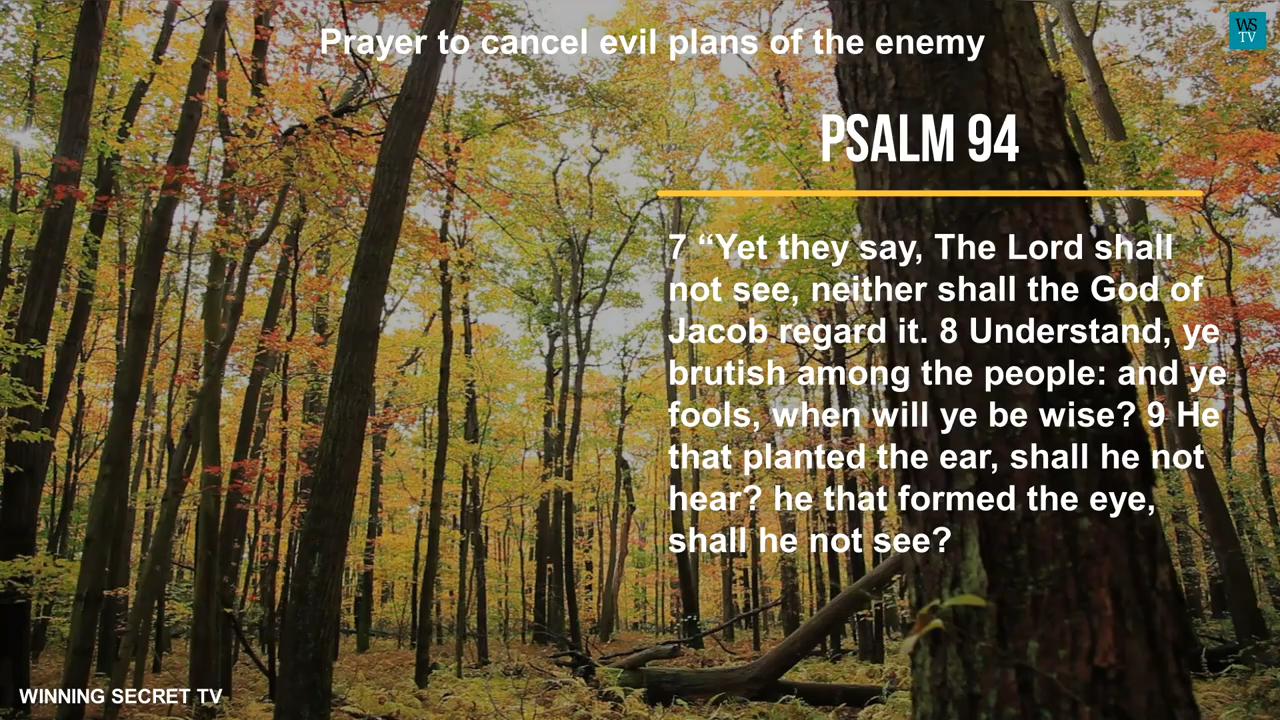 Prayer to cancel evil plans of the enemy
WS
TV
PSALM 94
7 “Yet they say, The Lord shall
not see, neither shall the God of
Jacob regard it. 8 Understand, ye
brutish among the people: and ye
fools, when will ye be wise? 9 He
that planted the ear, shall he not
hear? he that formed the eye,
shall he not see?
WINNING SECRET TV